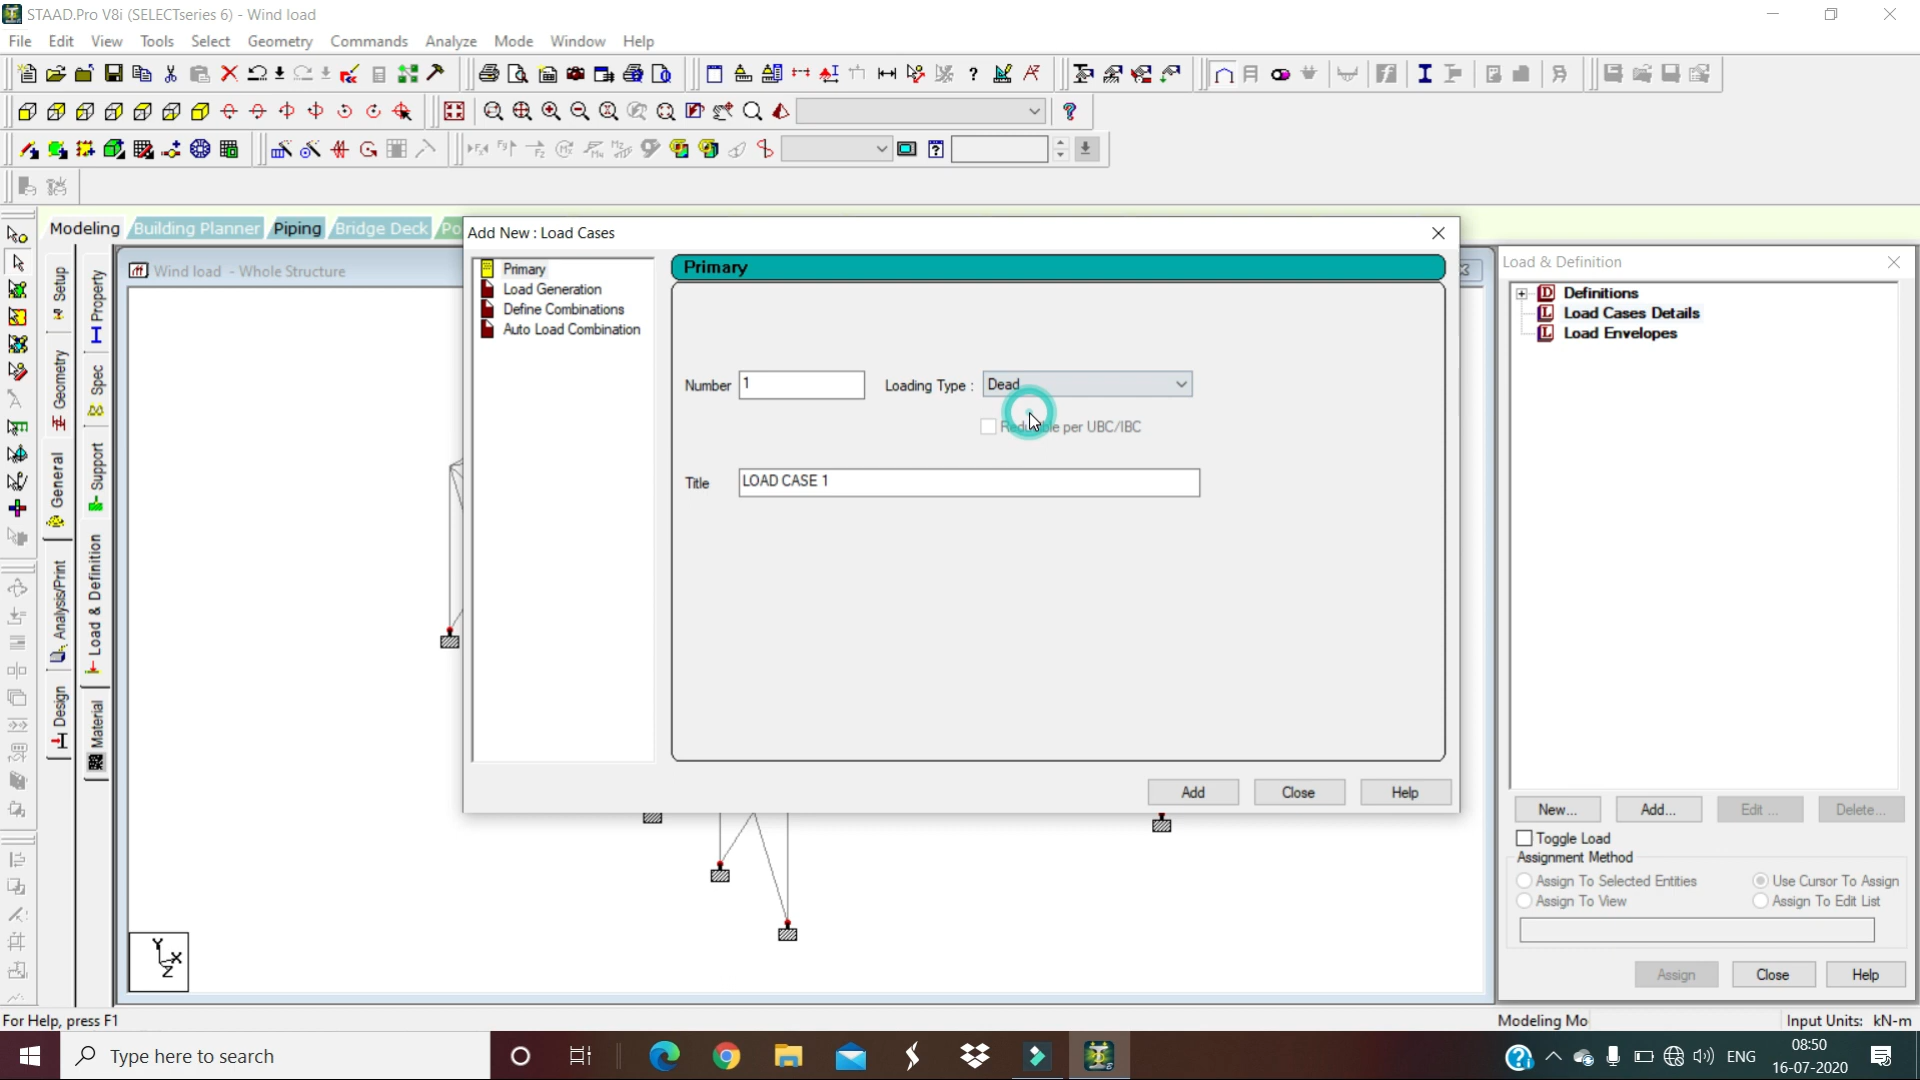 STAAD.Pro V8i (SELECTseries 6) - Wind load
File Edit View Tools Select Geometry Commands Analyze Mode Window Help
Modeling Building Planner Piping Bridge Deck Po
Wind load - Whole Structure
Setup
Geometry
General
Analysis/Print
Design
Property
Spec
Support
Load & Definition
Material
Add New : Load Cases
Primary
Load Generation
Define Combinations
Auto Load Combination
Primary
Number 1 Loading Type : Dead
per UBC/IBC
Title LOAD CASE 1
Add Close Help
Y
X
Z
Load & Definition
D Definitions
L Load Cases Details
L Load Envelopes
New... Add... Edit ... Delete...
Toggle Load
Assignment Method
Assign To Selected Entities Use Cursor To Assign
Assign To View Assign To Edit List
Assign Close Help
For Help, press F1 Modeling Mo Input Units: kN-m
Type here to search
ENG
08:50
16-07-2020